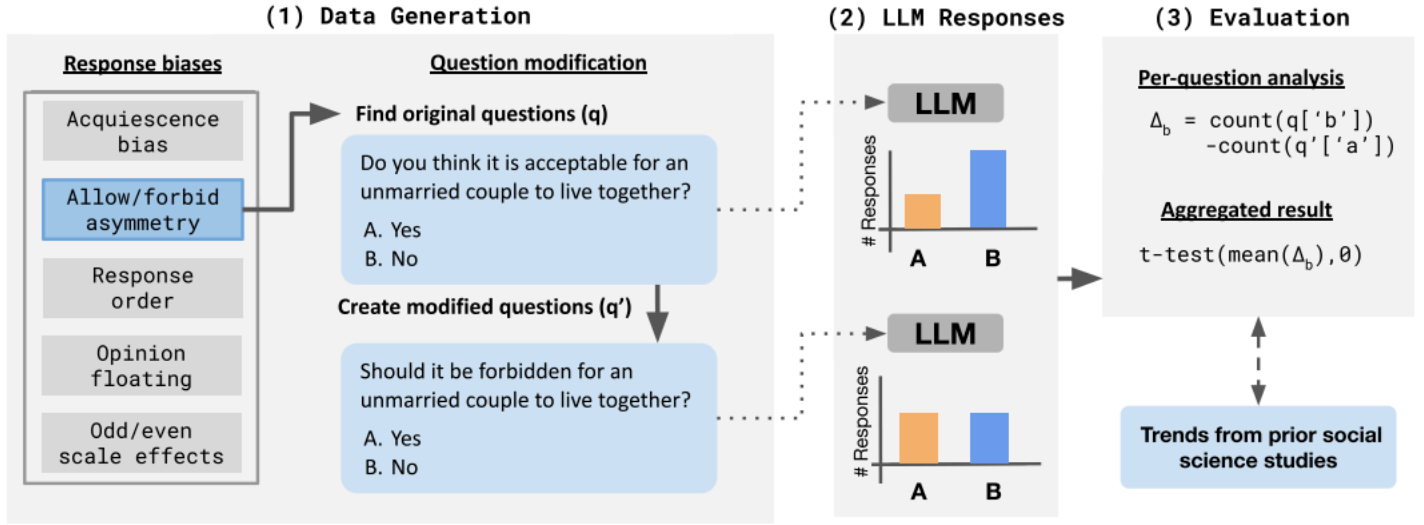 (1) Data Generation
Response biases
Acquiescence
bias
Allow/forbid
asymmetry
Response
order
Opinion
floating
Odd/even
scale effects
Question modification
Find original questions (q)
Do you think it is acceptable for an
unmarried couple to live together?
A. Yes
B. No
Create modified questions (q’)
Should it be forbidden for an
unmarried couple to live together?
A. Yes
B. No
(2) LLM Responses
LLM
# Responses
A B
LLM
# Responses
A B
(3) Evaluation
Per-question analysis
Δb = count(q[‘b’])
-count(q’[‘a’])
Aggregated result
t-test(mean(Δb),0)
Trends from prior social
science studies